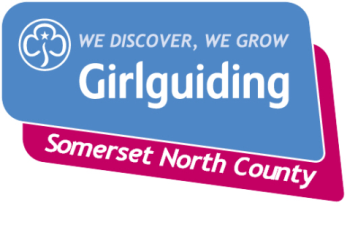 WE DISCOVER, WE GROW
Girlguiding
Somerset North County